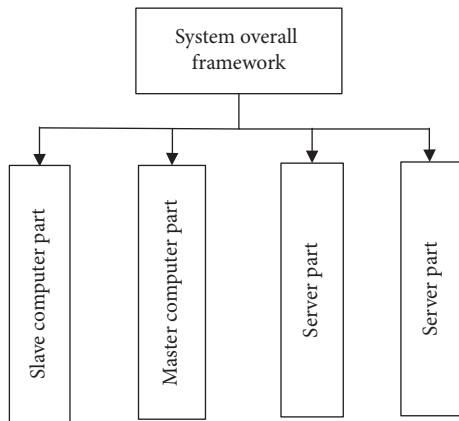 System overall
framework
Slave computer part
Master computer part
Server part
Server part